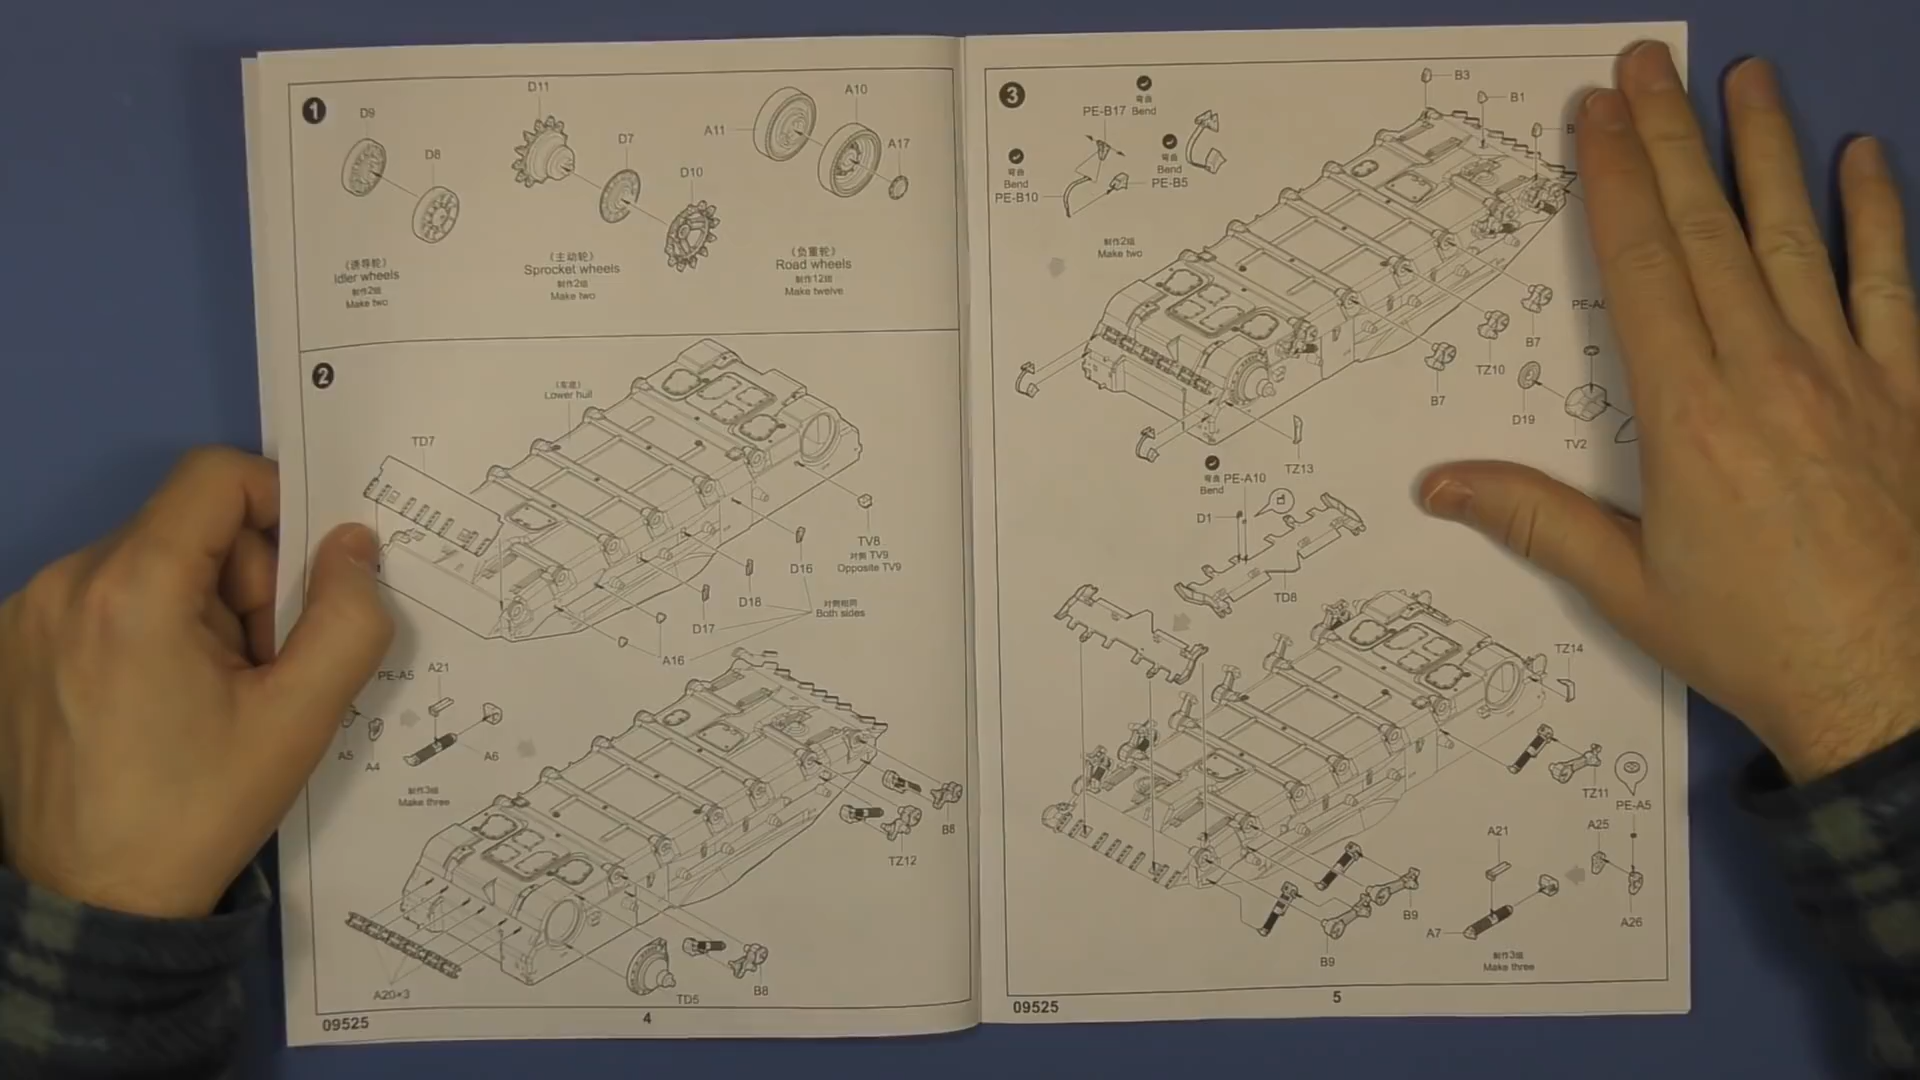 1
D9
D8
D11
D7
D10
A11
A10
A17
(诱导轮)
Idler wheels
制作2组
Make two
(主动轮)
Sprocket wheels
制作2组
Make two
(负重轮)
Road wheels
制作12组
Make twelve
2
(车底)
Lower hull
TD7
TV8
对侧 TV9
Opposite TV9
D16
D18
D17
对侧相同
Both sides
A16
PE-A5
A21
A5
A4
A6
制作3组
Make three
B8
TZ12
A20×3
TD5
B8
09525
4
3
弯曲
Bend
PE-B17
弯曲
Bend
PE-B5
弯曲
Bend
PE-B10
制作2组
Make two
B3
B1
B7
TZ10
B7
D19
TV2
TZ13
弯曲
Bend
PE-A10
D1
TD8
TZ14
TZ11
PE-A5
A25
A21
A26
A7
B9
B9
制作3组
Make three
09525
5